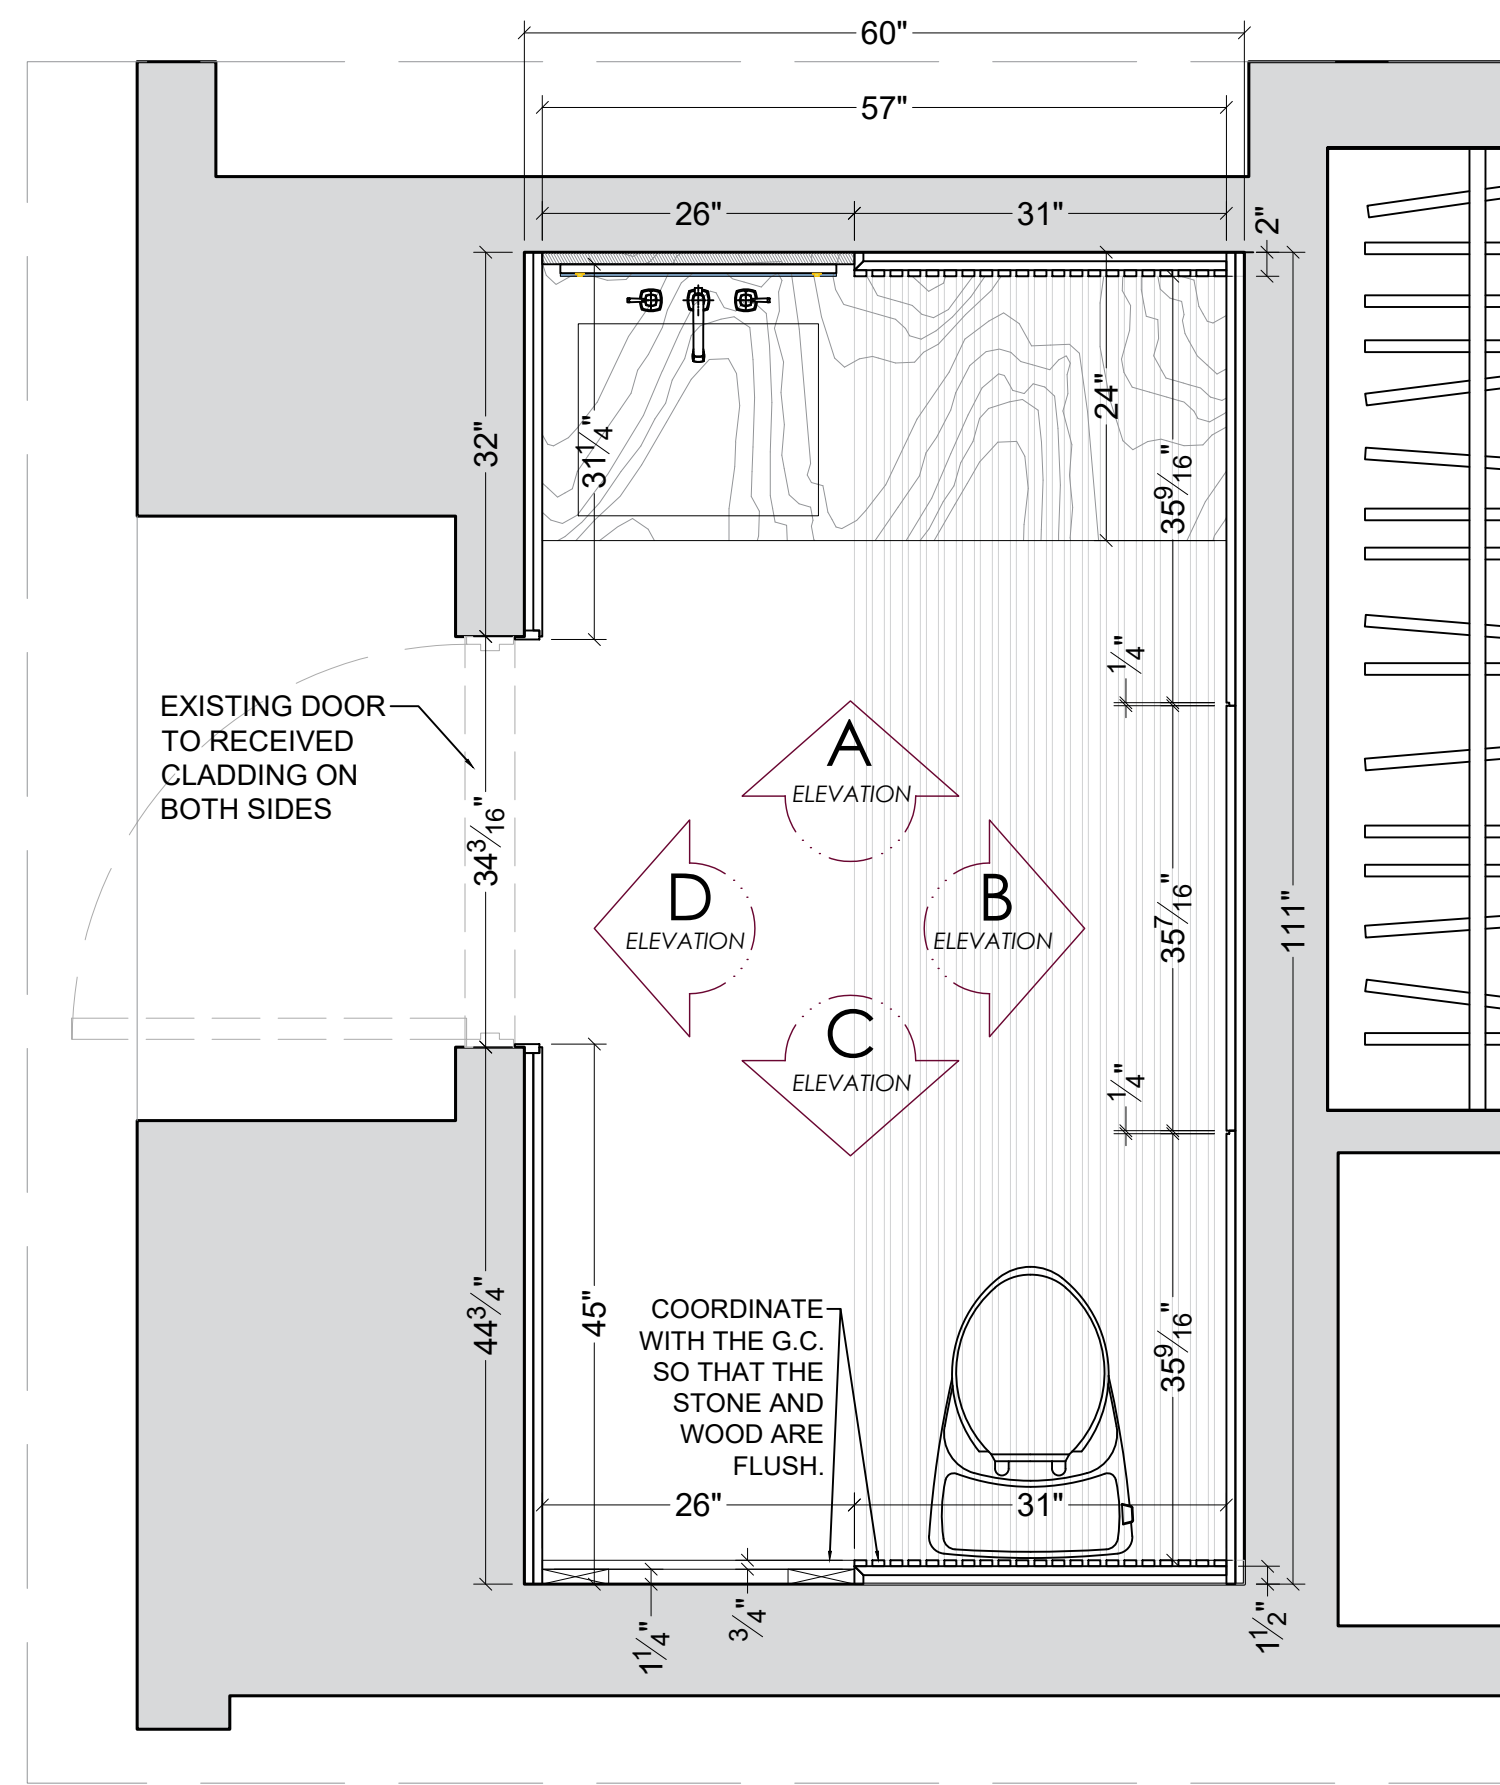 60"
57"
26"
31"
2"
32"
31 1/4"
24"
35 9/16"
1/4"
EXISTING DOOR
TO RECEIVED
CLADDING ON
BOTH SIDES
34 3/16"
A
ELEVATION
D
ELEVATION
B
ELEVATION
C
ELEVATION
35 7/16"
111"
1/4"
44 3/4"
45"
COORDINATE
WITH THE G.C.
SO THAT THE
STONE AND
WOOD ARE
FLUSH.
35 9/16"
26"
31"
1 1/4"
3/4"
1 1/2"